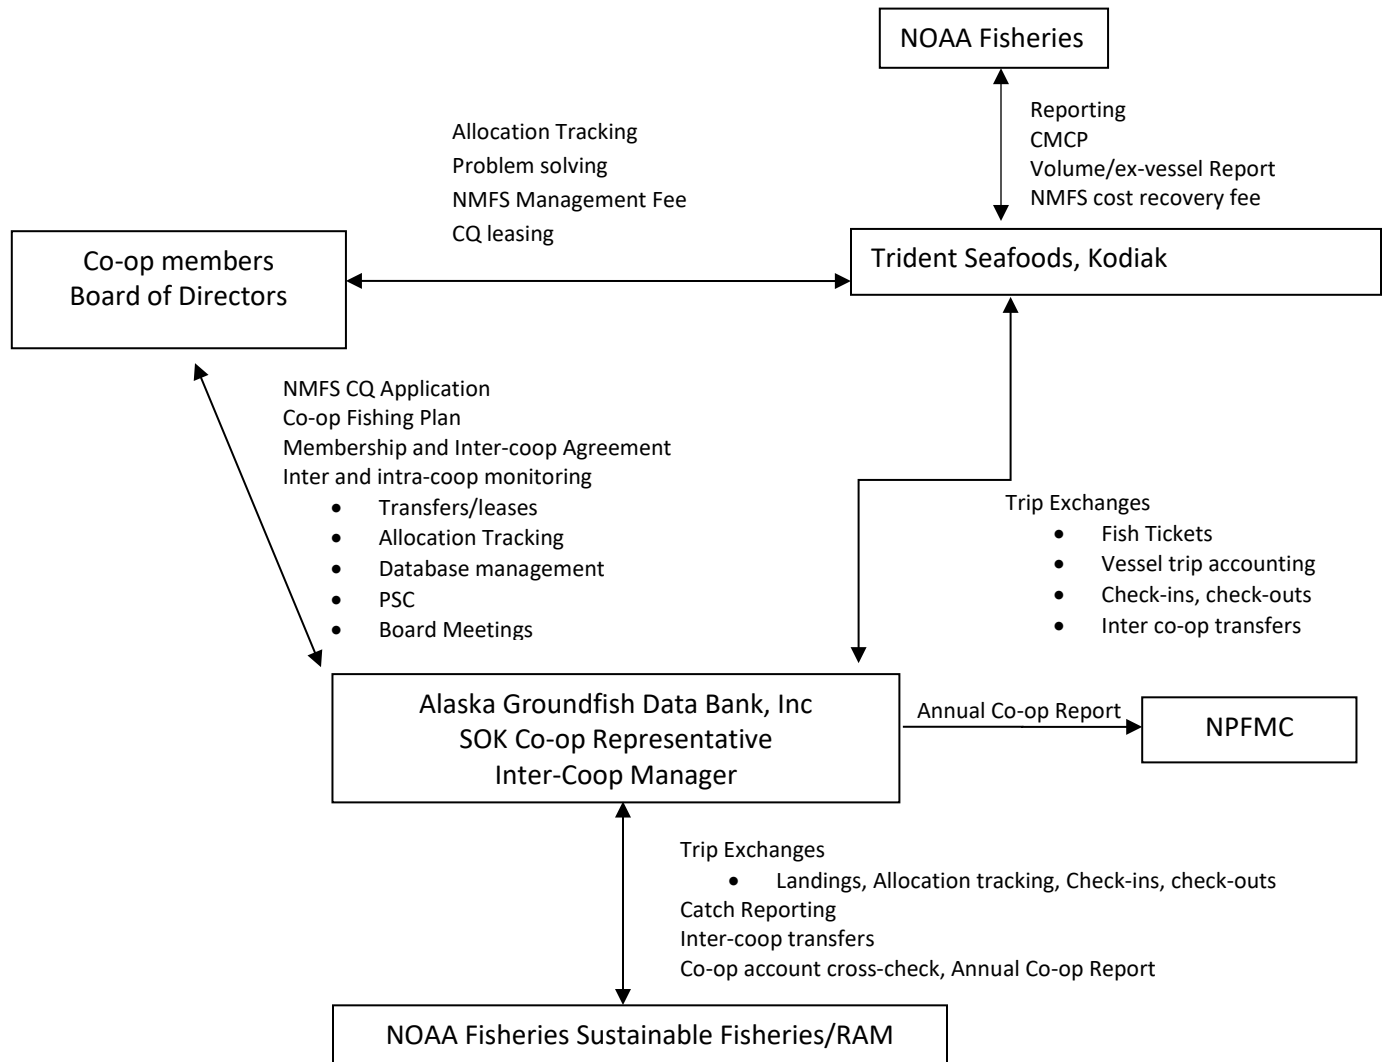 NOAA Fisheries
Reporting
CMCP
Volume/ex-vessel Report
NMFS cost recovery fee
Allocation Tracking
Problem solving
NMFS Management Fee
CQ leasing
Co-op members
Board of Directors
Trident Seafoods, Kodiak
NMFS CQ Application
Co-op Fishing Plan
Membership and Inter-coop Agreement
Inter and intra-coop monitoring
• Transfers/leases
• Allocation Tracking
• Database management
• PSC
• Board Meetings
Trip Exchanges
• Fish Tickets
• Vessel trip accounting
• Check-ins, check-outs
• Inter co-op transfers
Alaska Groundfish Data Bank, Inc
SOK Co-op Representative
Inter-Coop Manager
Annual Co-op Report
NPFMC
Trip Exchanges
• Landings, Allocation tracking, Check-ins, check-outs
Catch Reporting
Inter-coop transfers
Co-op account cross-check, Annual Co-op Report
NOAA Fisheries Sustainable Fisheries/RAM